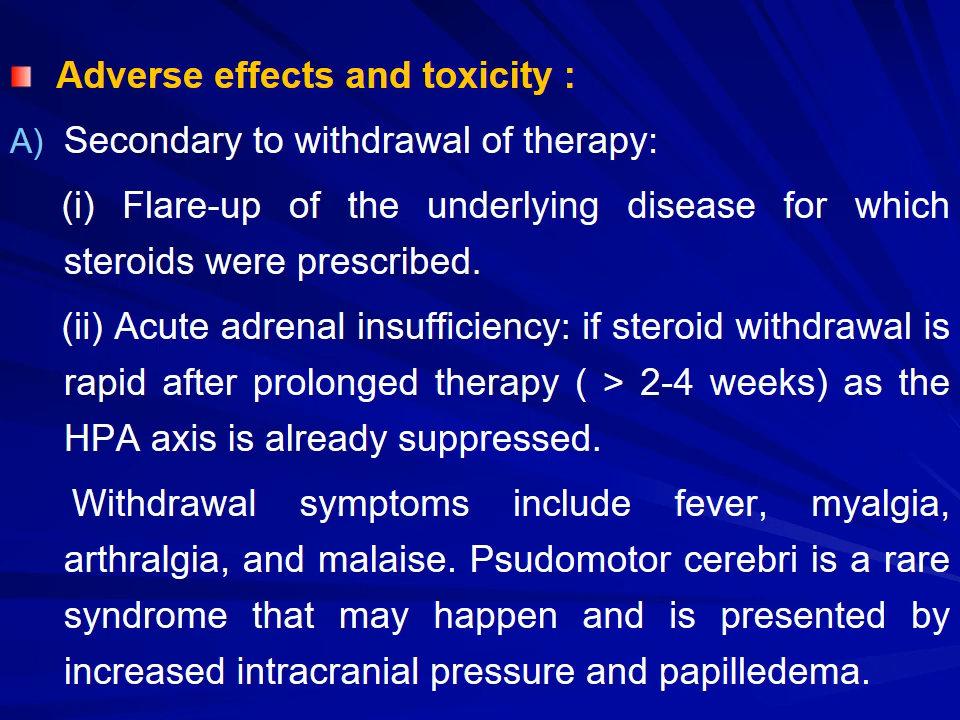 Adverse effects and toxicity :
A) Secondary to withdrawal of therapy:
(i) Flare-up of the underlying disease for which
steroids were prescribed.
(ii) Acute adrenal insufficiency: if steroid withdrawal is
rapid after prolonged therapy ( > 2-4 weeks) as the
HPA axis is already suppressed.
Withdrawal symptoms include fever, myalgia,
arthralgia, and malaise. Psudomotor cerebri is a rare
syndrome that may happen and is presented by
increased intracranial pressure and papilledema.